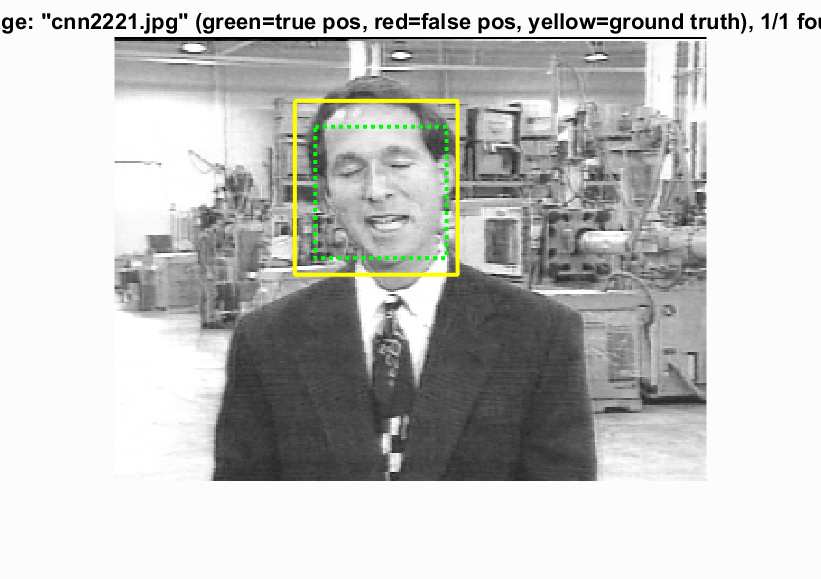 ge: "cnn2221.jpg" (green=true pos, red=false pos, yellow=ground truth), 1/1 fou